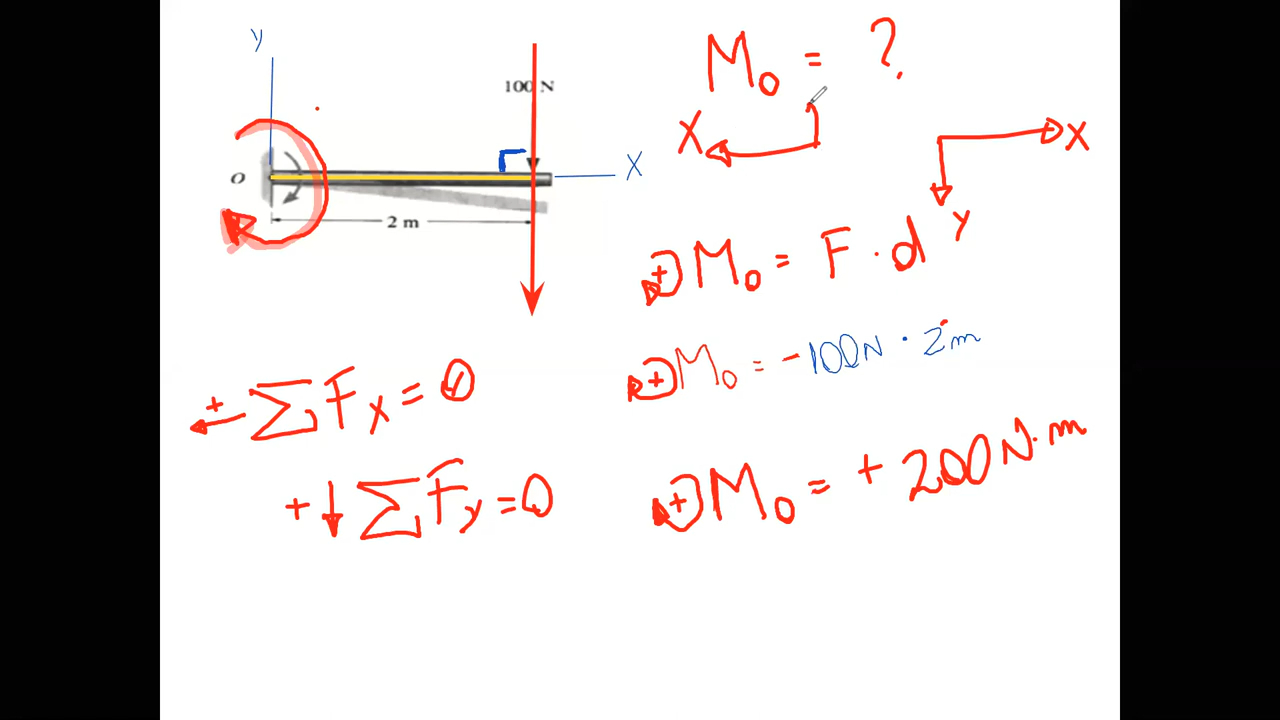 y
M₀ = ?
100 N
X
X
X
O
2 m
y
+ M₀ = F · d
+ M₀ = -100N · 2m
+ ΣFx = 0
+ M₀ = + 200 N·m
+ ↓ ΣFy = 0